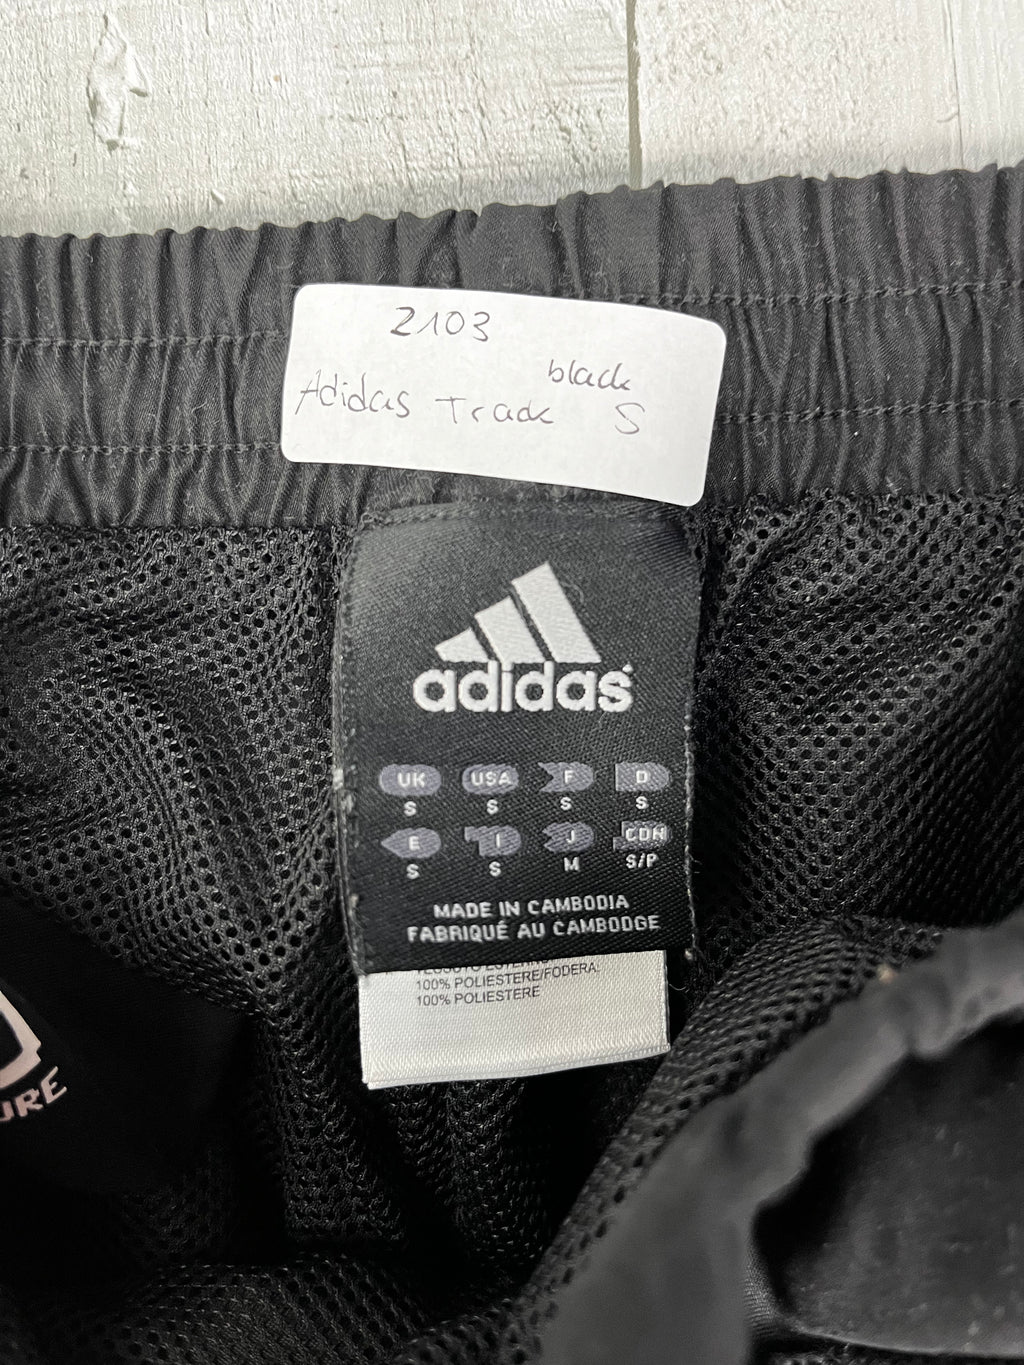 2103
black
Adidas Track S
adidas
UK USA F D
S S S S
E I J CDN
S S M S/P
MADE IN CAMBODIA
FABRIQUÉ AU CAMBODGE
100% POLIESTERE/FODERA:
100% POLIESTERE
URE